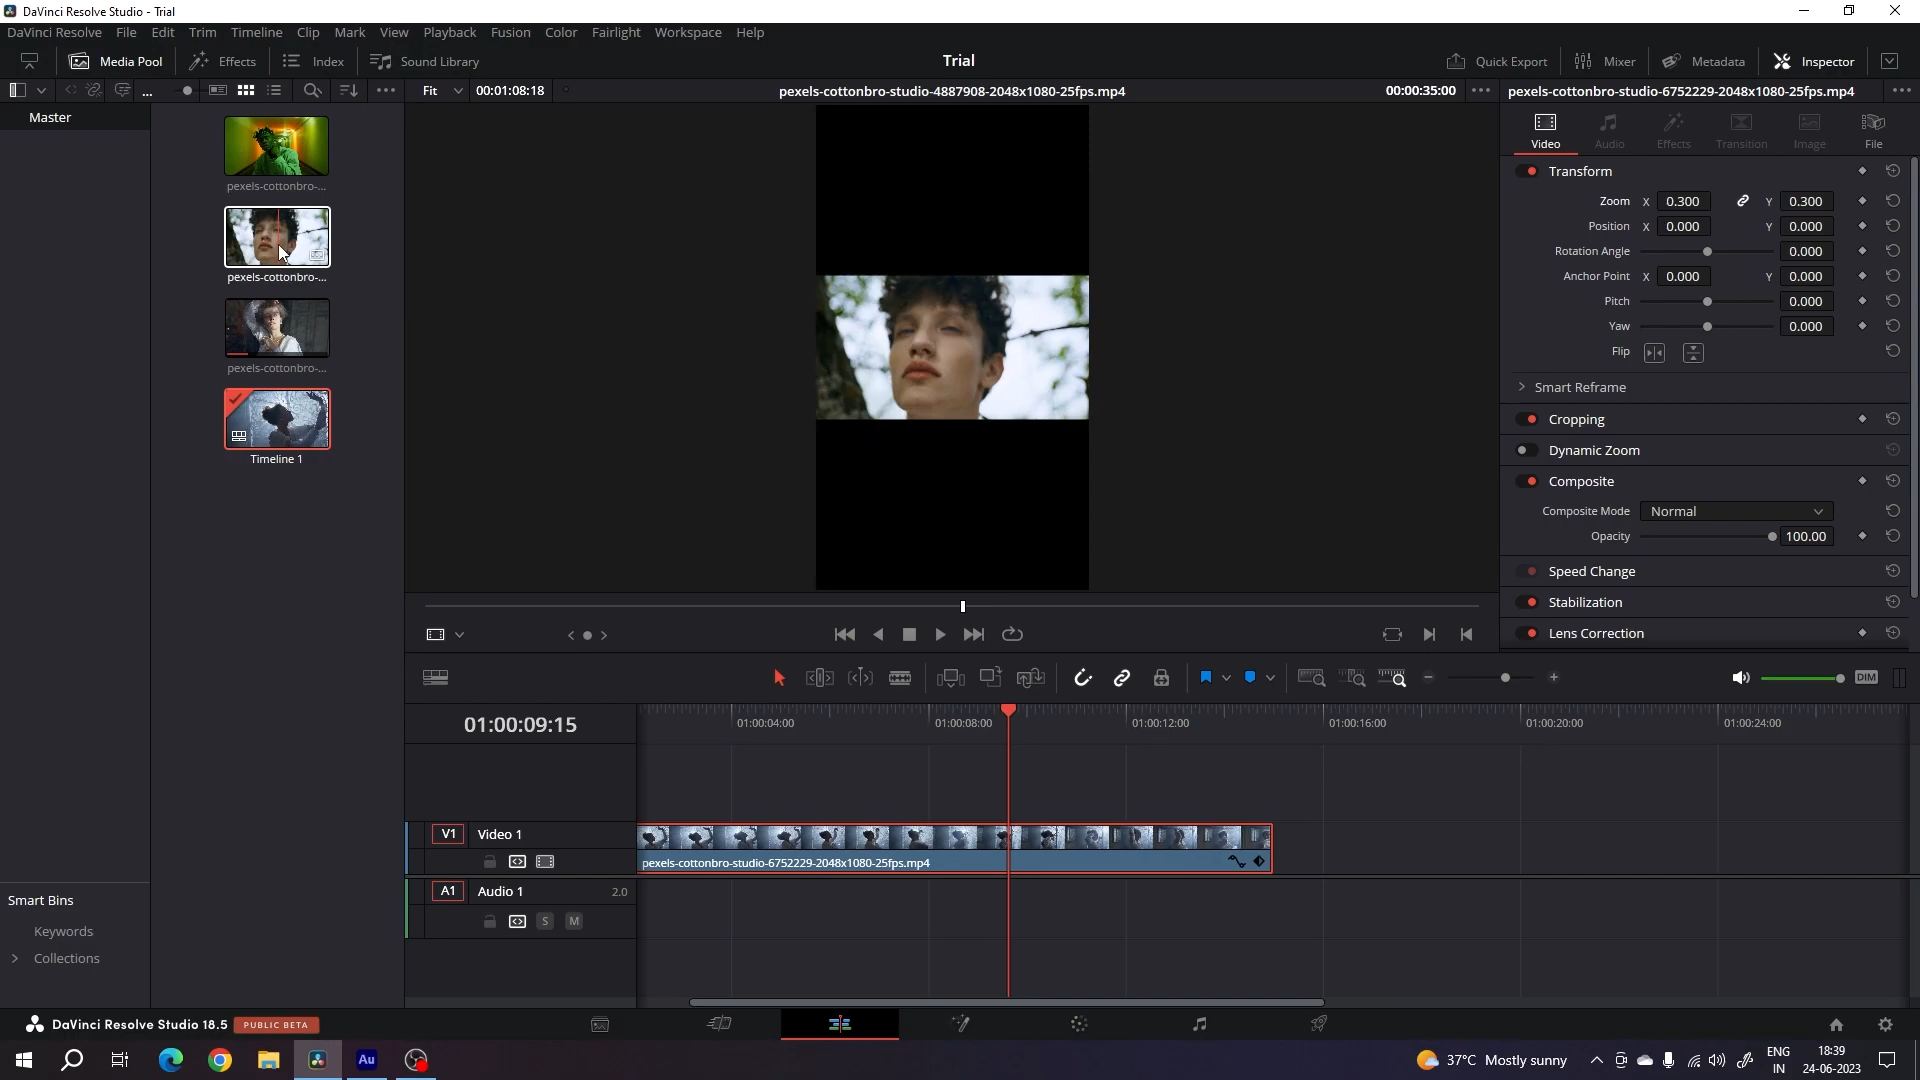 DaVinci Resolve Studio - Trial
DaVinci Resolve File Edit Trim Timeline Clip Mark View Playback Fusion Color Fairlight Workspace Help
Media Pool Effects Index Sound Library Trial Quick Export Mixer Metadata Inspector
... Fit 00:01:08:18 pexels-cottonbro-studio-4887908-2048x1080-25fps.mp4 00:00:35:00 pexels-cottonbro-studio-6752229-2048x1080-25fps.mp4
Master
pexels-cottonbro-...
pexels-cottonbro-...
pexels-cottonbro-...
Timeline 1
Video Audio Effects Transition Image File
Transform
Zoom X 0.300 Y 0.300
Position X 0.000 Y 0.000
Rotation Angle 0.000
Anchor Point X 0.000 Y 0.000
Pitch 0.000
Yaw 0.000
Flip
Smart Reframe
Cropping
Dynamic Zoom
Composite
Composite Mode Normal
Opacity 100.00
Speed Change
Stabilization
Lens Correction
DIM
01:00:09:15 01:00:04:00 01:00:08:00 01:00:12:00 01:00:16:00 01:00:20:00 01:00:24:00
V1 Video 1
pexels-cottonbro-studio-6752229-2048x1080-25fps.mp4
A1 Audio 1 2.0
S M
Smart Bins
Keywords
Collections
DaVinci Resolve Studio 18.5 PUBLIC BETA
Au 37°C Mostly sunny ENG IN 18:39 24-06-2023